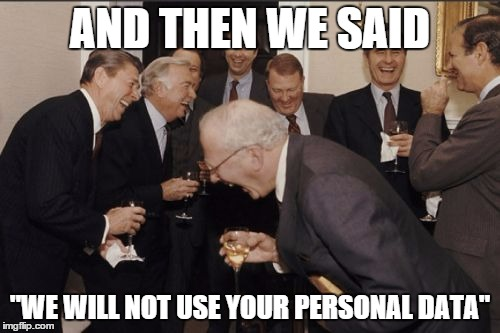 AND THEN WE SAID
"WE WILL NOT USE YOUR PERSONAL DATA"
imgflip.com